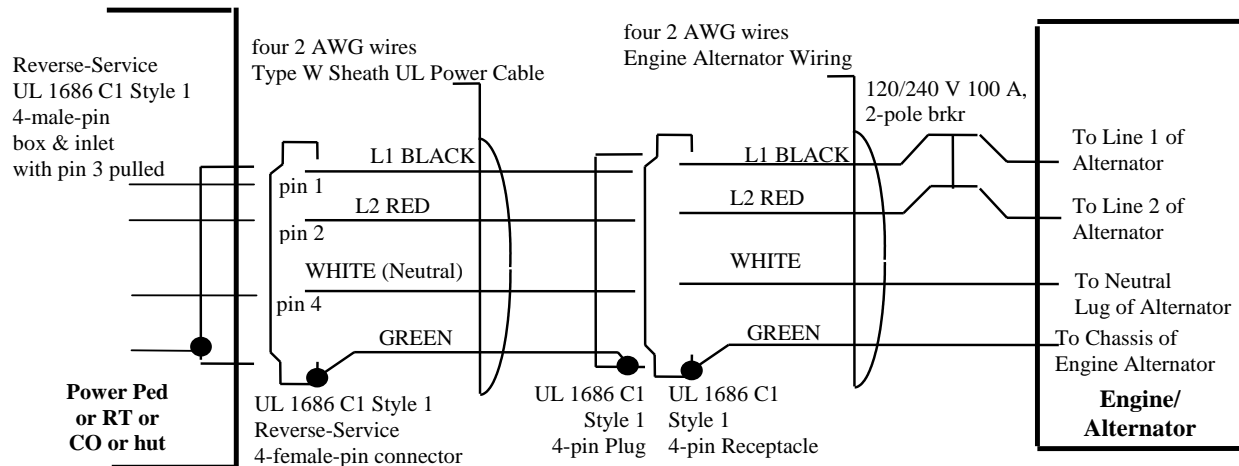 Reverse-Service
UL 1686 C1 Style 1
4-male-pin
box & inlet
with pin 3 pulled
four 2 AWG wires
Type W Sheath UL Power Cable
four 2 AWG wires
Engine Alternator Wiring
120/240 V 100 A,
2-pole brkr
L1 BLACK
pin 1
L2 RED
pin 2
WHITE (Neutral)
pin 4
GREEN
L1 BLACK
L2 RED
WHITE
GREEN
To Line 1 of
Alternator
To Line 2 of
Alternator
To Neutral
Lug of Alternator
To Chassis of
Engine Alternator
Power Ped
or RT or
CO or hut
UL 1686 C1 Style 1
Reverse-Service
4-female-pin connector
UL 1686 C1
Style 1
4-pin Plug
UL 1686 C1
Style 1
4-pin Receptacle
Engine/
Alternator